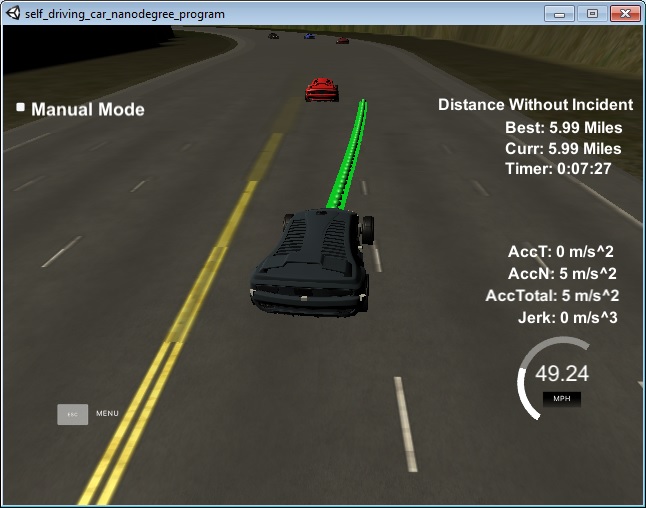 self_driving_car_nanodegree_program
Manual Mode
Distance Without Incident
Best: 5.99 Miles
Curr: 5.99 Miles
Timer: 0:07:27
AccT: 0 m/s^2
AccN: 5 m/s^2
AccTotal: 5 m/s^2
Jerk: 0 m/s^3
49.24
MPH
ESC MENU